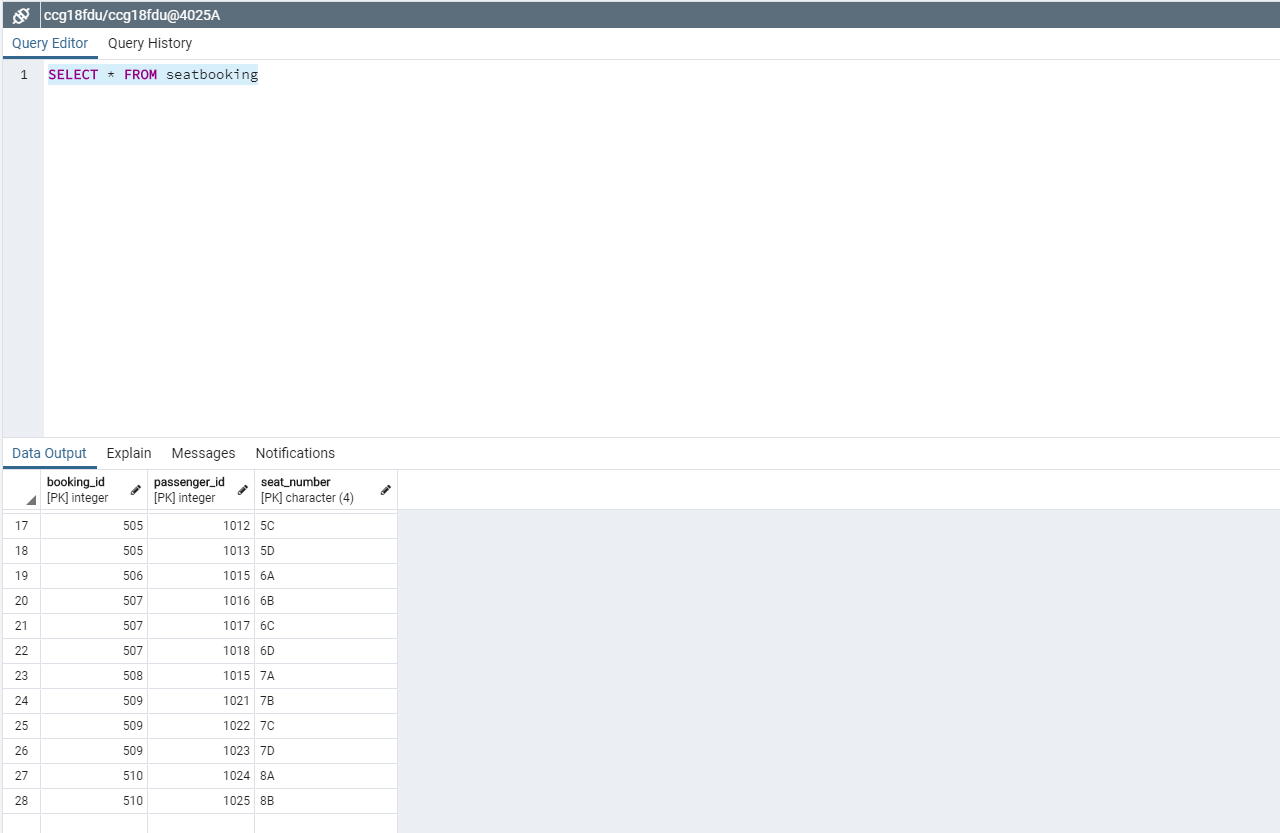 ccg18fdu/ccg18fdu@4025A
Query Editor Query History
1 SELECT * FROM seatbooking
Data Output Explain Messages Notifications
booking_id passenger_id seat_number
[PK] integer [PK] integer [PK] character (4)
17 505 1012 5C
18 505 1013 5D
19 506 1015 6A
20 507 1016 6B
21 507 1017 6C
22 507 1018 6D
23 508 1015 7A
24 509 1021 7B
25 509 1022 7C
26 509 1023 7D
27 510 1024 8A
28 510 1025 8B